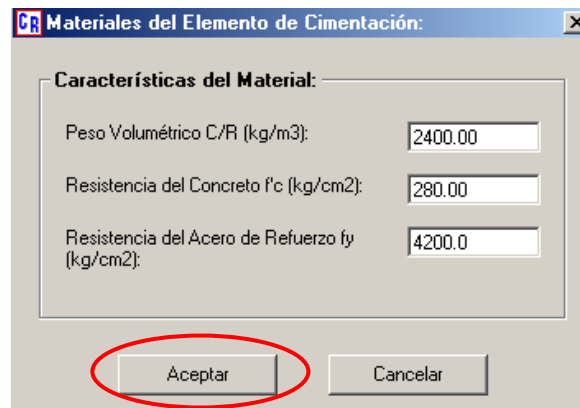 CR Materiales del Elemento de Cimentación:
Características del Material:
Peso Volumétrico C/R (kg/m3): 2400.00
Resistencia del Concreto f'c (kg/cm2): 280.00
Resistencia del Acero de Refuerzo fy
(kg/cm2): 4200.0
Aceptar Cancelar